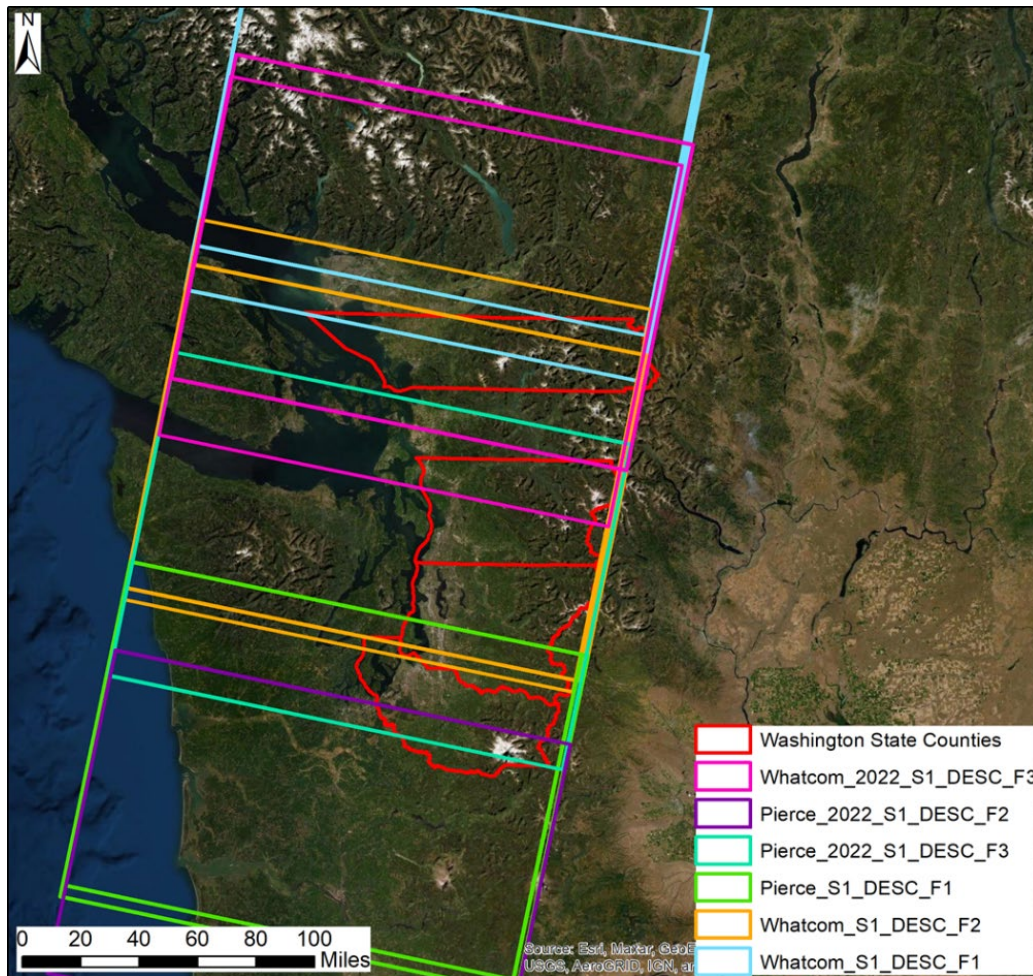 N
Washington State Counties
Whatcom_2022_S1_DESC_F3
Pierce_2022_S1_DESC_F2
Pierce_2022_S1_DESC_F3
Pierce_S1_DESC_F1
Whatcom_S1_DESC_F2
Whatcom_S1_DESC_F1
0 20 40 60 80 100
Miles
Source: Esri, Maxar, GeoE
USGS, AeroGRID, IGN, an